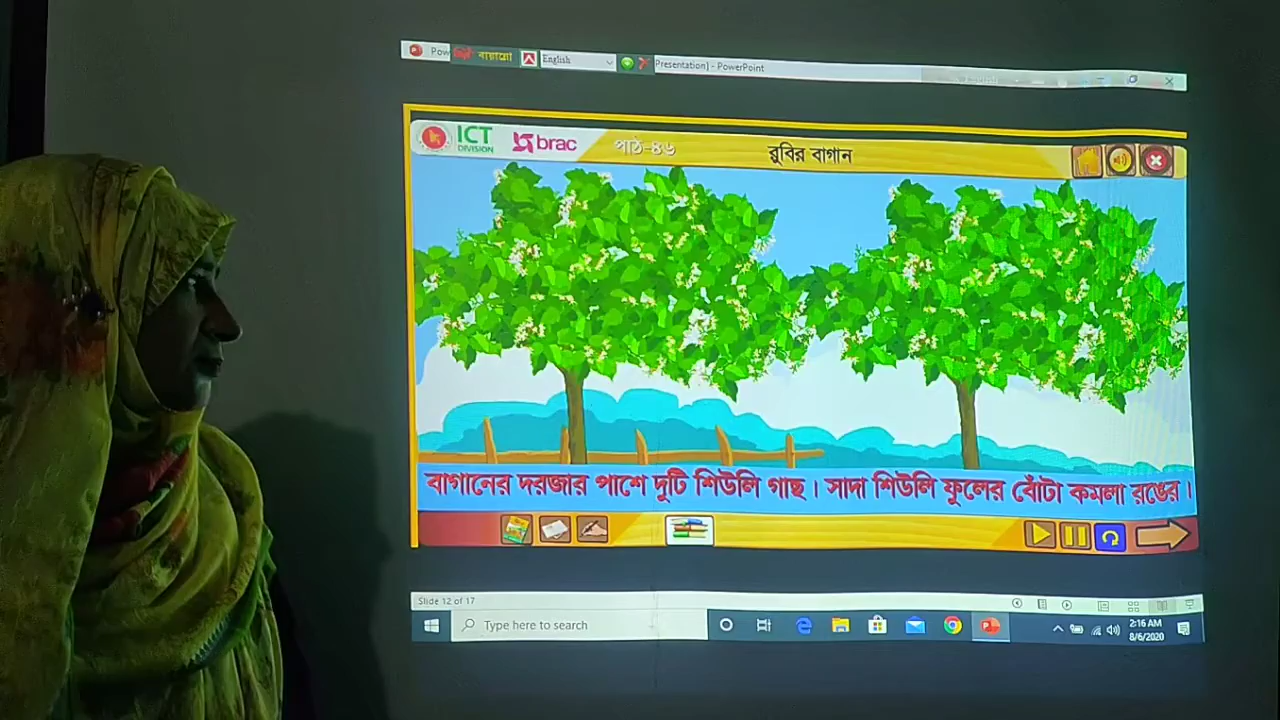 Pow বায়ান্নো English Presentation] - PowerPoint
ICT DIVISION brac পাঠ-৪৬ রুবির বাগান
বাগানের দরজার পাশে দুটি শিউলি গাছ। সাদা শিউলি ফুলের বোঁটা কমলা রঙের।
Slide 12 of 17
Type here to search
2:16 AM
8/6/2020